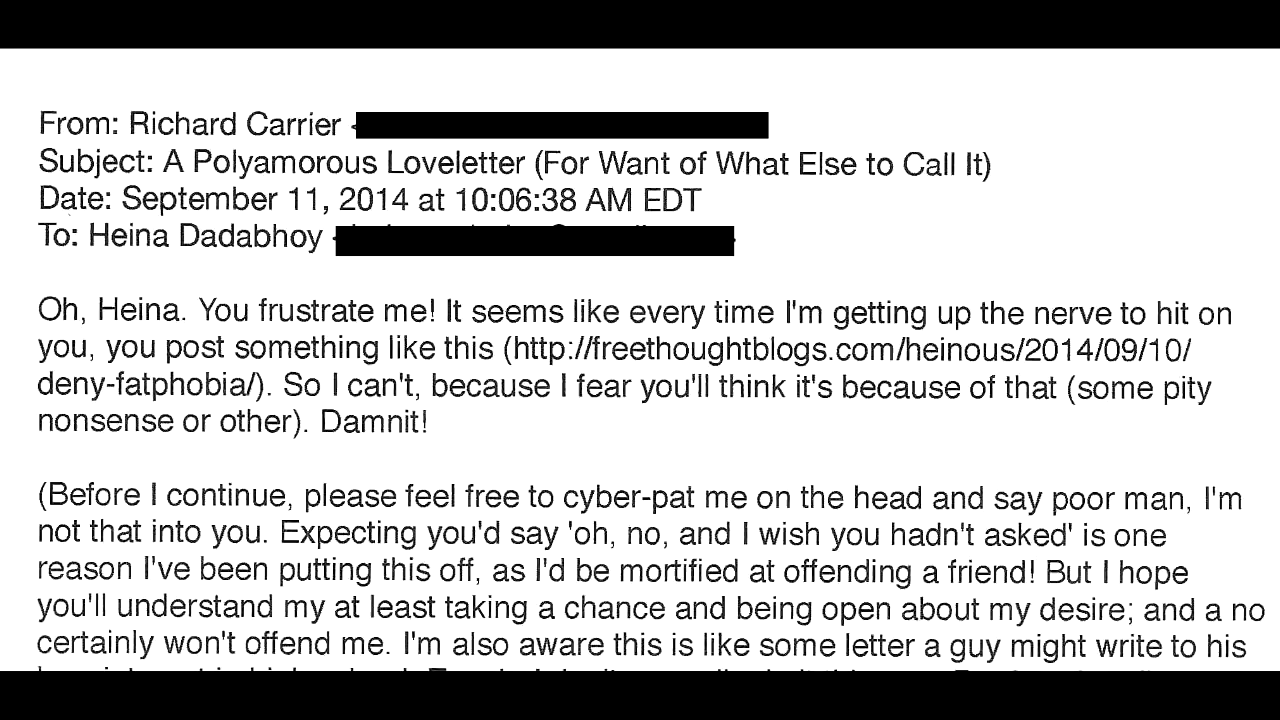 From: Richard Carrier
Subject: A Polyamorous Loveletter (For Want of What Else to Call It)
Date: September 11, 2014 at 10:06:38 AM EDT
To: Heina Dadabhoy
Oh, Heina. You frustrate me! It seems like every time I'm getting up the nerve to hit on
you, you post something like this (http://freethoughtblogs.com/heinous/2014/09/10/
deny-fatphobia/). So I can't, because I fear you'll think it's because of that (some pity
nonsense or other). Damnit!
(Before I continue, please feel free to cyber-pat me on the head and say poor man, I'm
not that into you. Expecting you'd say 'oh, no, and I wish you hadn't asked' is one
reason I've been putting this off, as I'd be mortified at offending a friend! But I hope
you'll understand my at least taking a chance and being open about my desire; and a no
certainly won't offend me. I'm also aware this is like some letter a guy might write to his